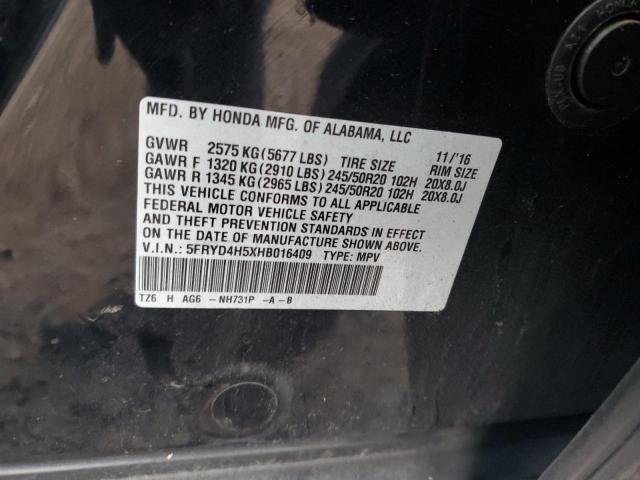 MFD. BY HONDA MFG. OF ALABAMA, LLC
GVWR 2575 KG (5677 LBS) TIRE SIZE 11/'16 RIM SIZE
GAWR F 1320 KG (2910 LBS) 245/50R20 102H 20X8.0J
GAWR R 1345 KG (2965 LBS) 245/50R20 102H 20X8.0J
THIS VEHICLE CONFORMS TO ALL APPLICABLE
FEDERAL MOTOR VEHICLE SAFETY
AND THEFT PREVENTION STANDARDS IN EFFECT
ON THE DATE OF MANUFACTURE SHOWN ABOVE.
V.I.N.: 5FRYD4H5XHB016409 TYPE: MPV
TZ6 H AG6 -NH731P -A-B